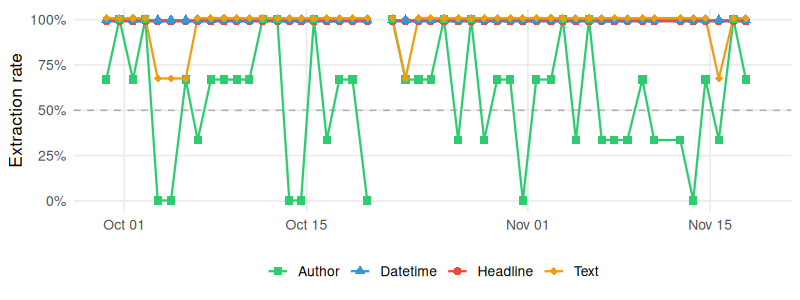 Extraction rate
100%
75%
50%
25%
0%
Oct 01 Oct 15 Nov 01 Nov 15
Author Datetime Headline Text